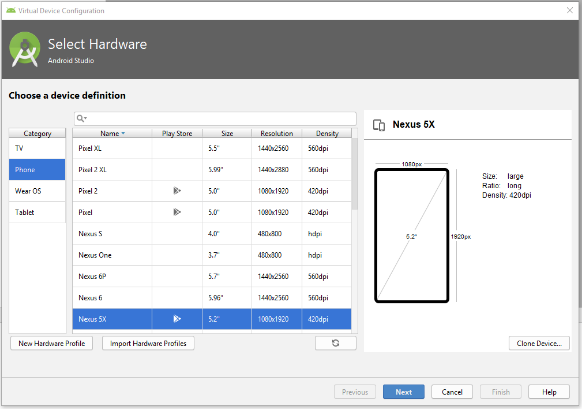 Virtual Device Configuration
Select Hardware
Android Studio
Choose a device definition
Category
TV
Phone
Wear OS
Tablet
Name Play Store Size Resolution Density
Pixel XL 5.5" 1440x2560 560dpi
Pixel 2 XL 5.99" 1440x2880 560dpi
Pixel 2 5.0" 1080x1920 420dpi
Pixel 5.0" 1080x1920 420dpi
Nexus S 4.0" 480x800 hdpi
Nexus One 3.7" 480x800 hdpi
Nexus 6P 5.7" 1440x2560 560dpi
Nexus 6 5.96" 1440x2560 560dpi
Nexus 5X 5.2" 1080x1920 420dpi
New Hardware Profile Import Hardware Profiles
Nexus 5X
1080px
5.2"
1920px
Size: large
Ratio: long
Density: 420dpi
Clone Device...
Previous Next Cancel Finish Help